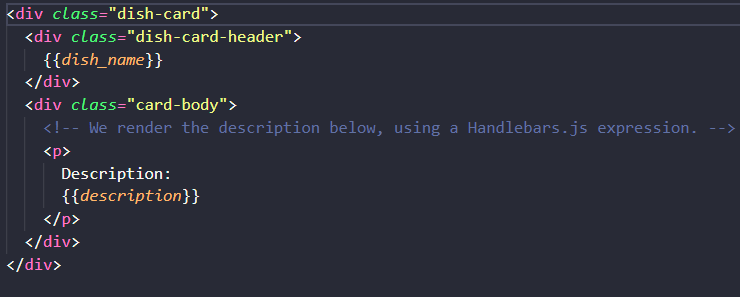 <div class="dish-card">
<div class="dish-card-header">
{{dish_name}}
</div>
<div class="card-body">
<!-- We render the description below, using a Handlebars.js expression. -->
<p>
Description:
{{description}}
</p>
</div>
</div>